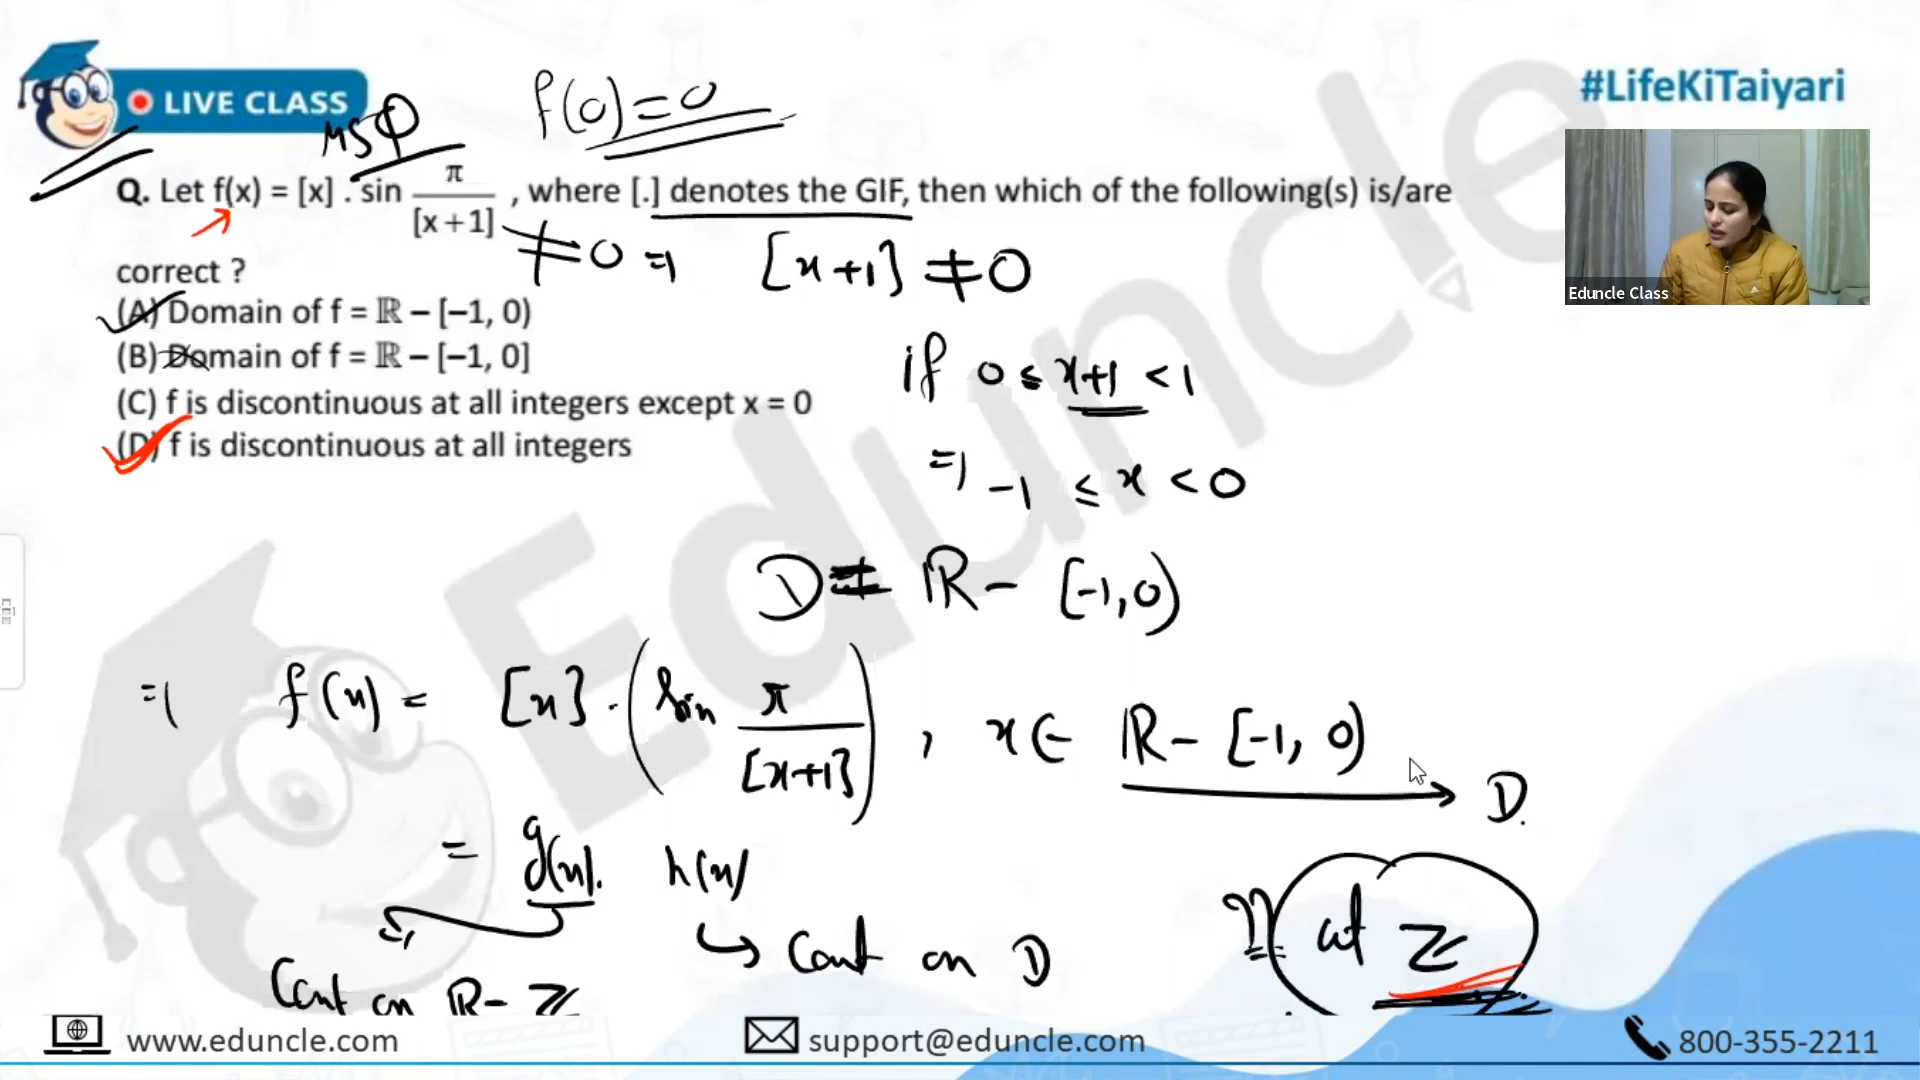 LIVE CLASS
#LifeKiTaiyari
MSQ
f(0)=0
Q. Let f(x) = [x] . sin π/[x+1] , where [.] denotes the GIF, then which of the following(s) is/are
correct ?
≠0 ⇒ [x+1] ≠0
(A) Domain of f = ℝ – [–1, 0)
(B) Domain of f = ℝ – [–1, 0]
(C) f is discontinuous at all integers except x = 0
(D) f is discontinuous at all integers
if 0 ≤ x+1 < 1
⇒ -1 ≤ x < 0
D = ℝ - [-1,0)
⇒ f(x) = [x] . (sin π/[x+1]) , x ∈ ℝ - [-1, 0) → D.
= g(x). h(x)
Cont on D
at ℤ
Cont on ℝ - ℤ
Eduncle Class
Eduncle
www.eduncle.com
support@eduncle.com
800-355-2211